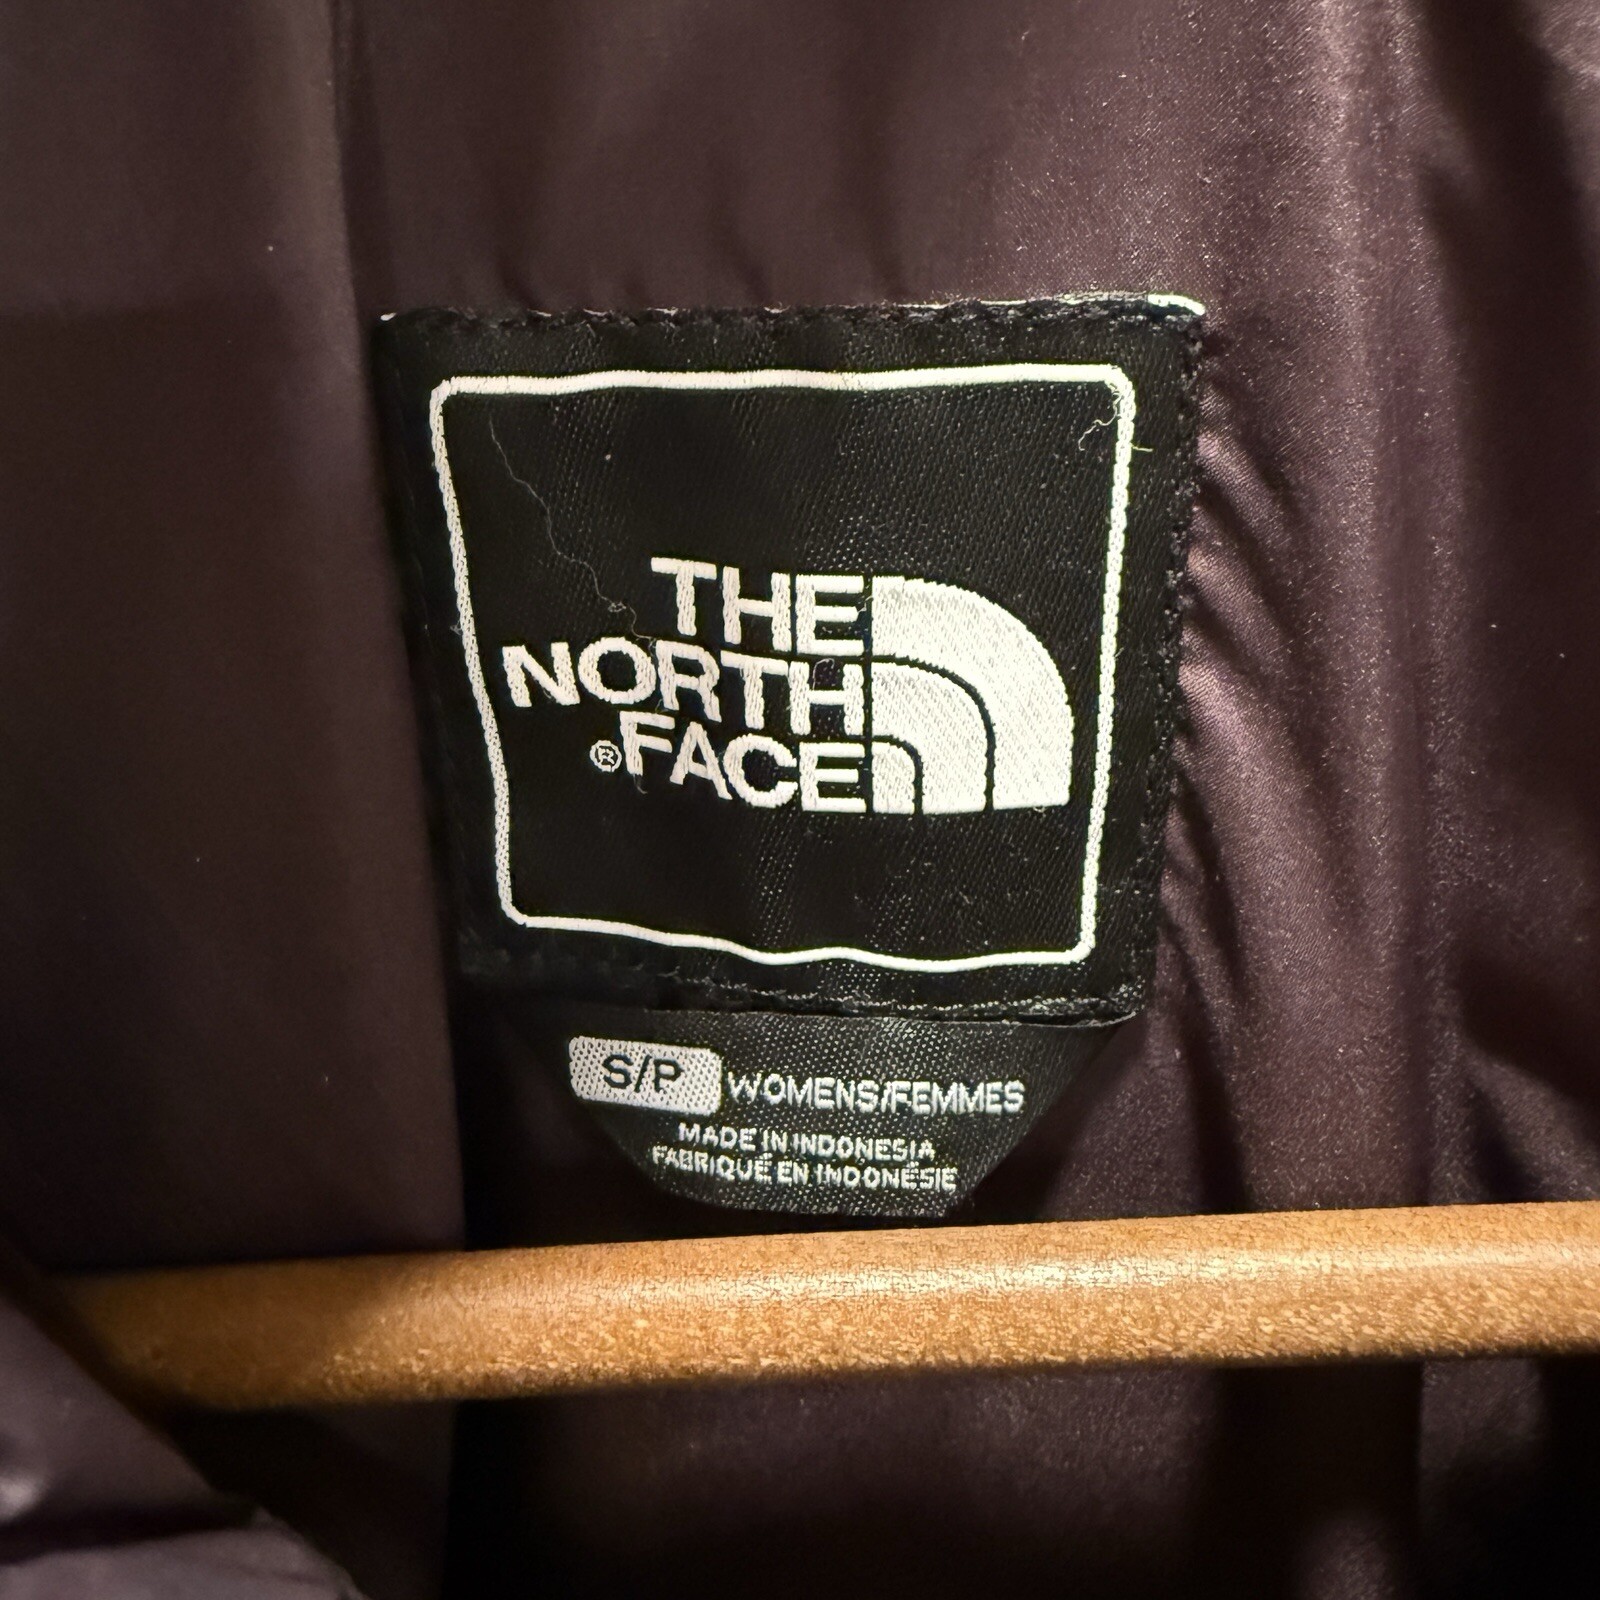 THE
NORTH
®FACE
S/P WOMENS/FEMMES
MADE IN INDONESIA
FABRIQUÉ EN INDONÉSIE